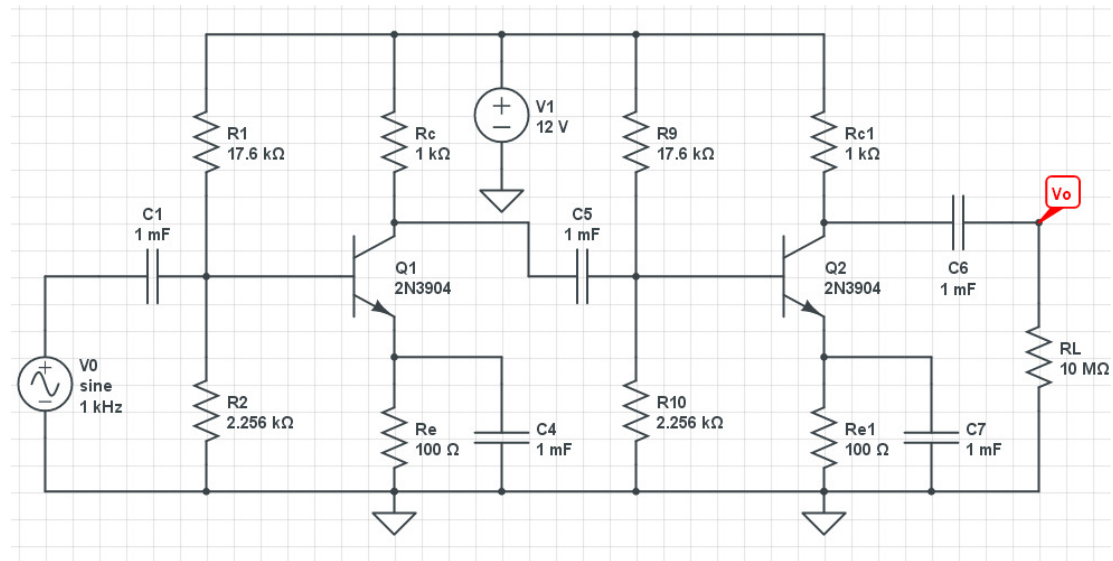 V1
12 V
R1
17.6 kΩ
Rc
1 kΩ
R9
17.6 kΩ
Rc1
1 kΩ
Vo
C1
1 mF
C5
1 mF
Q1
2N3904
Q2
2N3904
C6
1 mF
V0
sine
1 kHz
+
−
+
−
R2
2.256 kΩ
Re
100 Ω
C4
1 mF
R10
2.256 kΩ
Re1
100 Ω
C7
1 mF
RL
10 MΩ